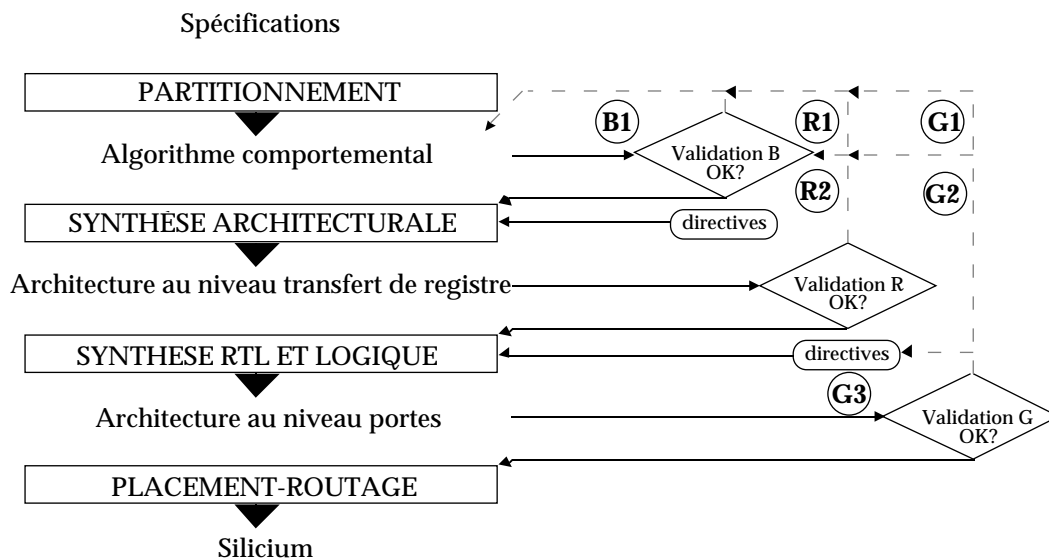 Spécifications
PARTITIONNEMENT
B1
R1
G1
Algorithme comportemental
Validation B
OK?
R2
G2
SYNTHÈSE ARCHITECTURALE
directives
Architecture au niveau transfert de registre
Validation R
OK?
SYNTHESE RTL ET LOGIQUE
directives
G3
Architecture au niveau portes
Validation G
OK?
PLACEMENT-ROUTAGE
Silicium